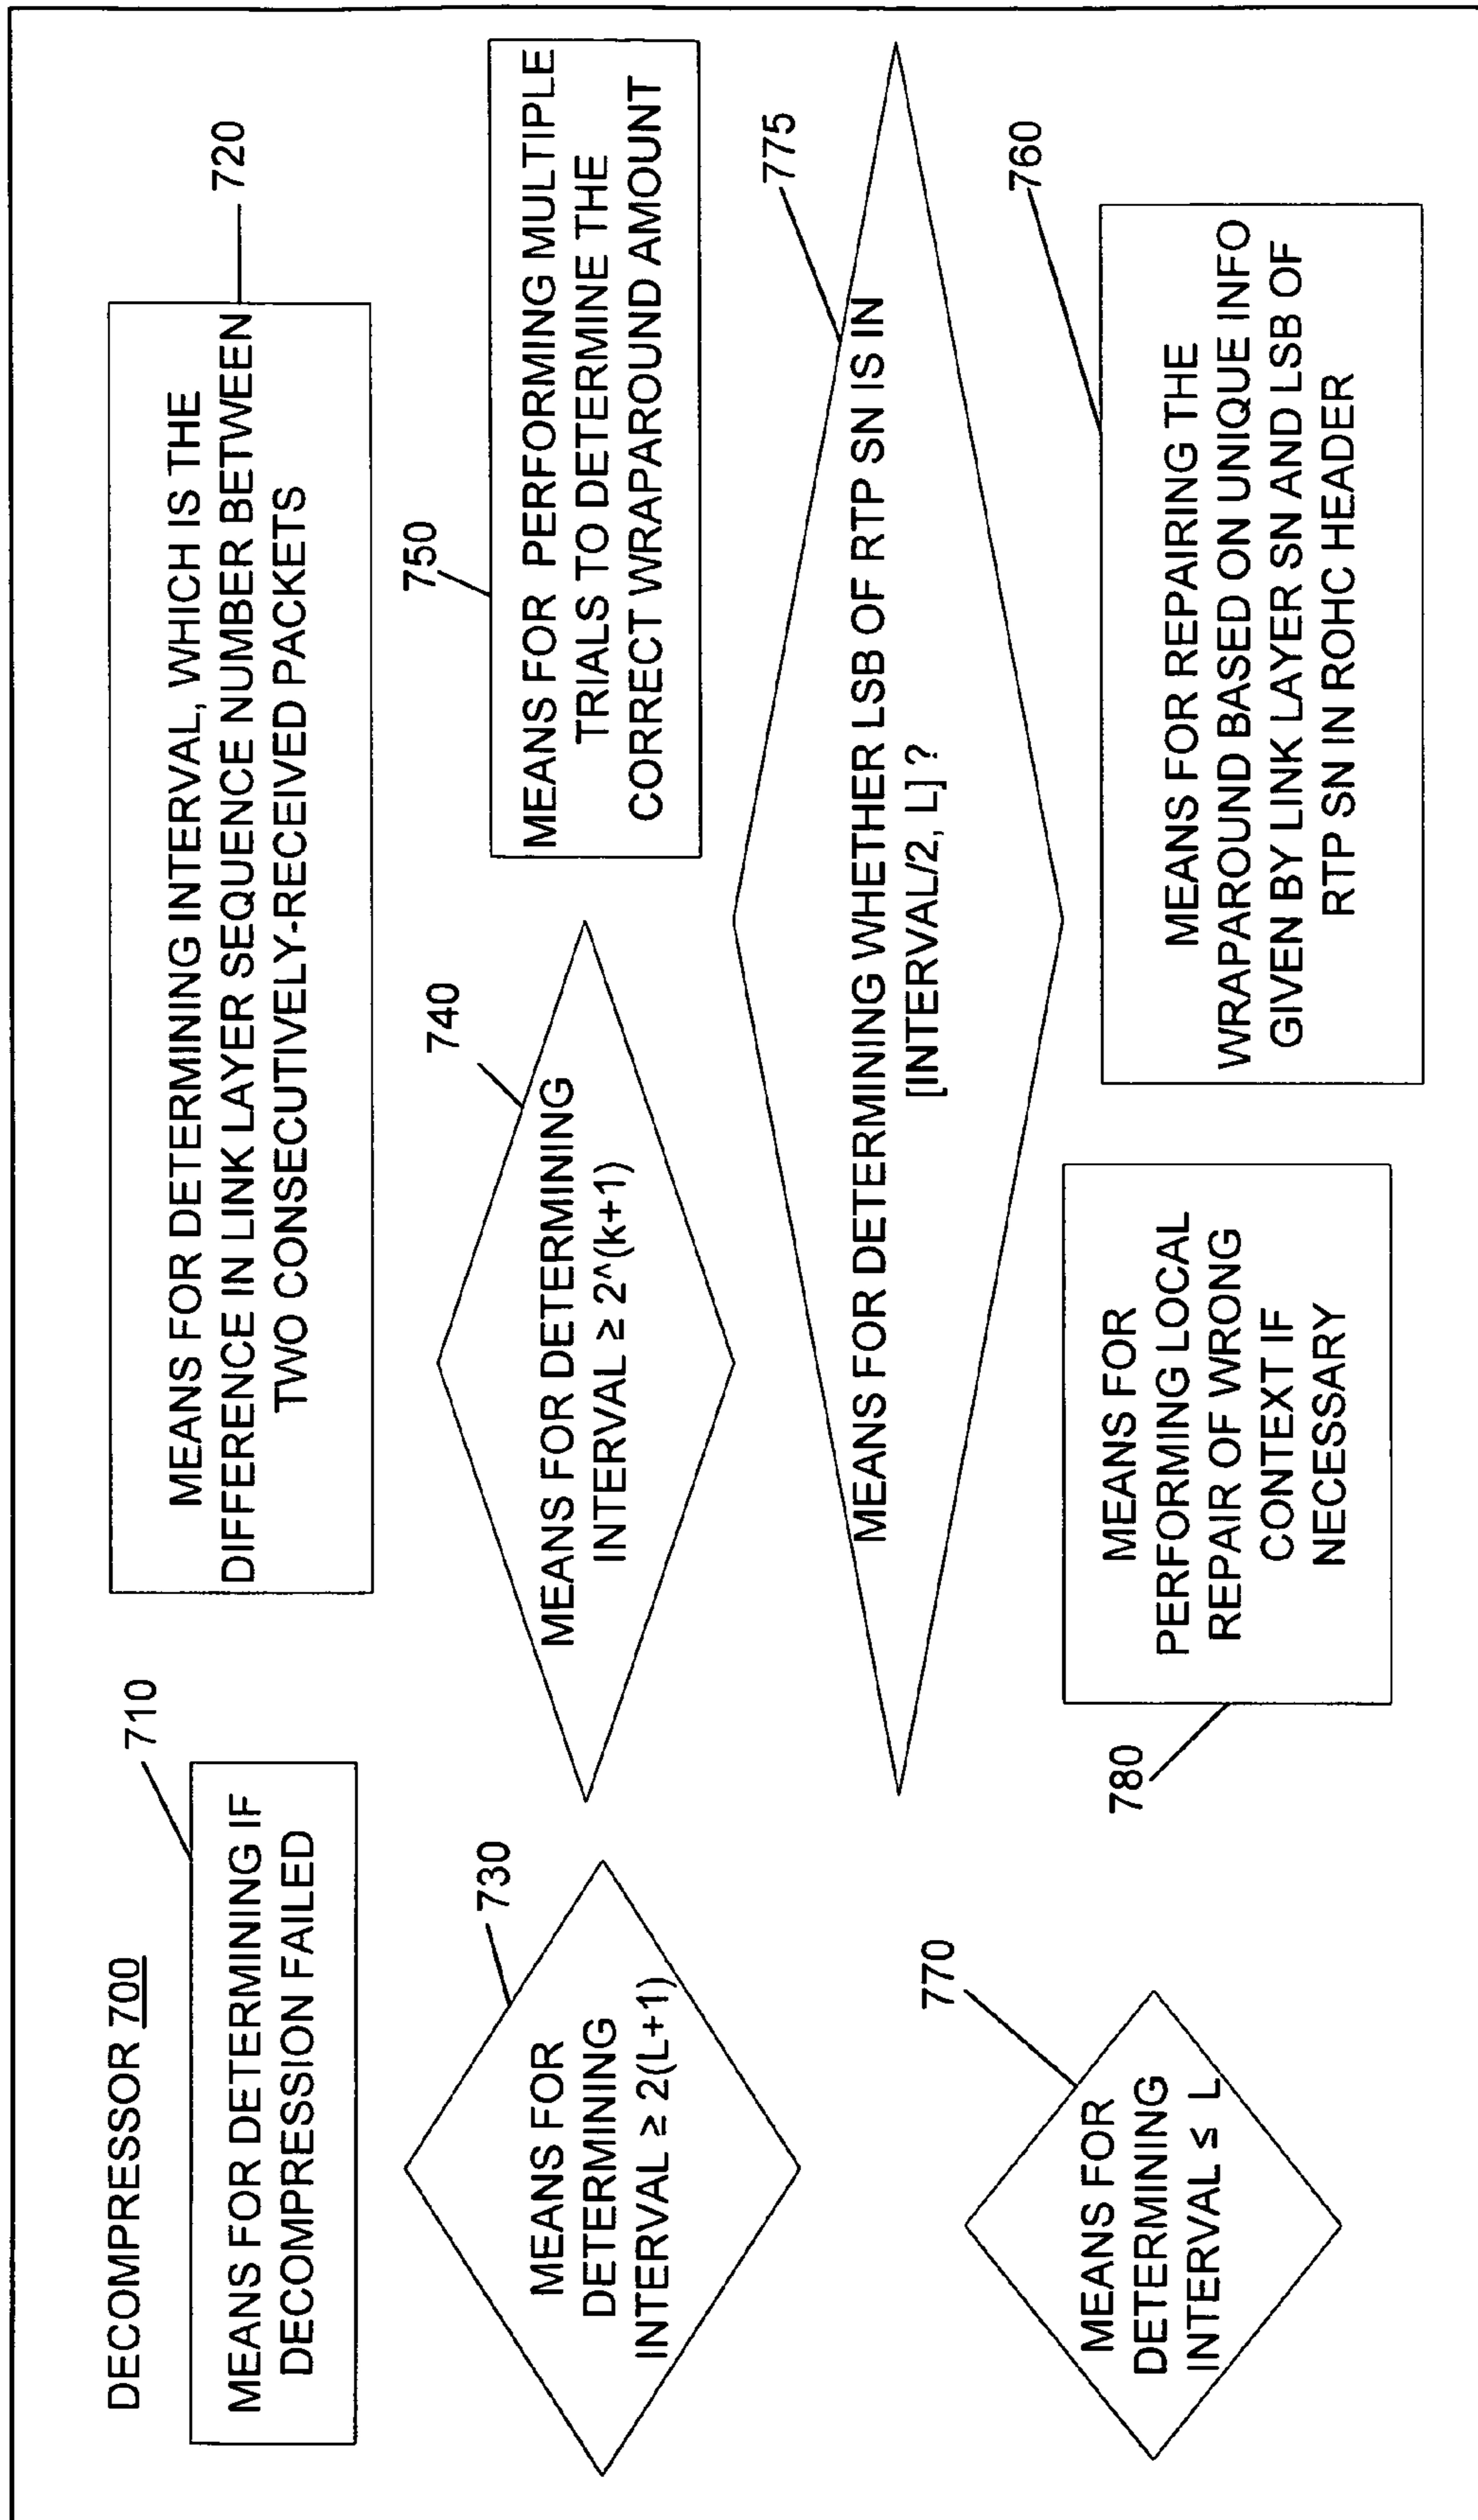 DECOMPRESSOR 700
710
MEANS FOR DETERMINING IF
DECOMPRESSION FAILED
720
MEANS FOR DETERMINING INTERVAL, WHICH IS THE
DIFFERENCE IN LINK LAYER SEQUENCE NUMBER BETWEEN
TWO CONSECUTIVELY-RECEIVED PACKETS
730
MEANS FOR
DETERMINING
INTERVAL ≥ 2(L+1)
740
MEANS FOR DETERMINING
INTERVAL ≥ 2^(k+1)
750
MEANS FOR PERFORMING MULTIPLE
TRIALS TO DETERMINE THE
CORRECT WRAPAROUND AMOUNT
775
MEANS FOR DETERMINING WHETHER LSB OF RTP SN IS IN
[INTERVAL/2, L] ?
770
MEANS FOR
DETERMINING
INTERVAL ≤ L
780
MEANS FOR
PERFORMING LOCAL
REPAIR OF WRONG
CONTEXT IF
NECESSARY
760
MEANS FOR REPAIRING THE
WRAPAROUND BASED ON UNIQUE INFO
GIVEN BY LINK LAYER SN AND LSB OF
RTP SN IN ROHC HEADER